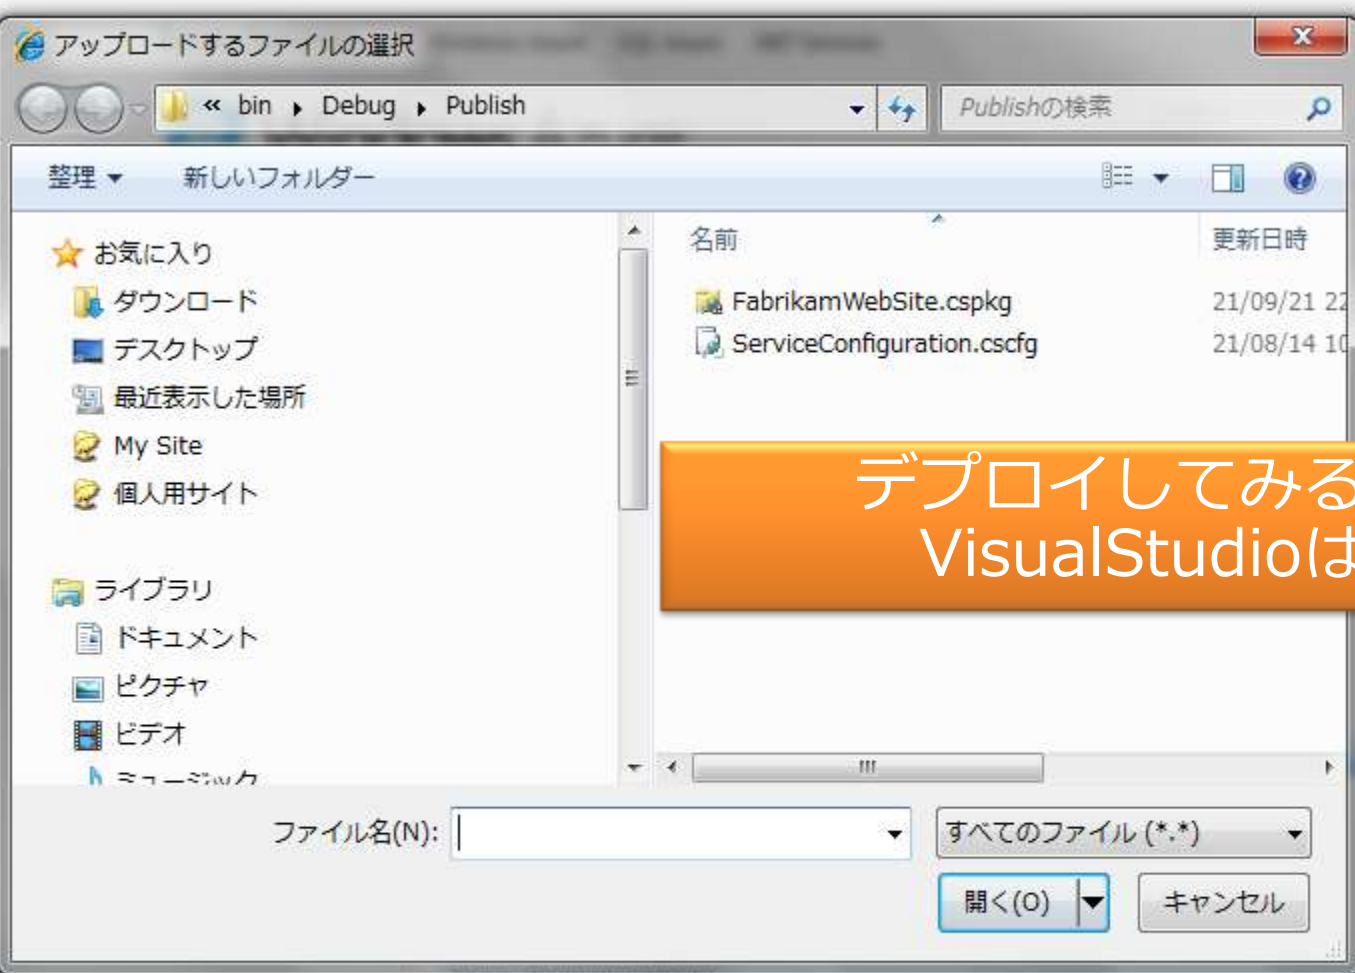 アップロードするファイルの選択
« bin ▸ Debug ▸ Publish
Publishの検索
整理
新しいフォルダー
お気に入り
ダウンロード
デスクトップ
最近表示した場所
My Site
個人用サイト
ライブラリ
ドキュメント
ピクチャ
ビデオ
ミュージック
名前
更新日時
FabrikamWebSite.cspkg
21/09/21 22
ServiceConfiguration.cscfg
21/08/14 10
デプロイしてみる
VisualStudioは
ファイル名(N):
すべてのファイル (*.*)
開く(O)
キャンセル